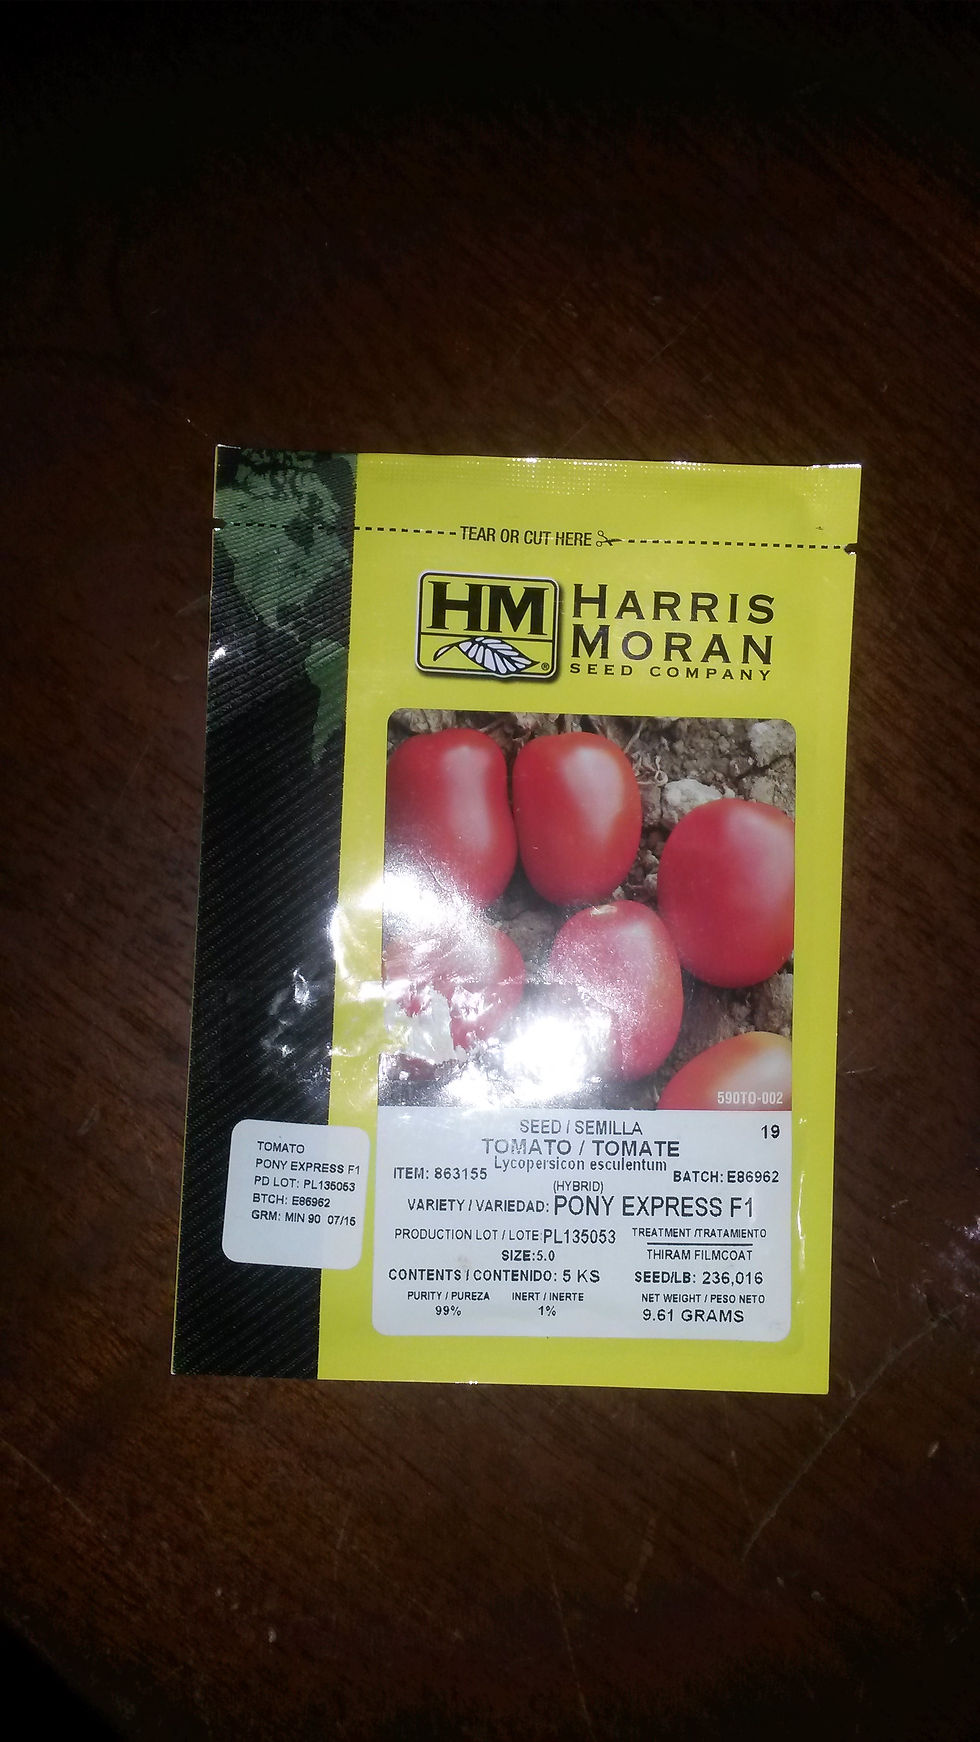 TEAR OR CUT HERE
HM
®
HARRIS
MORAN
SEED COMPANY
590TO-002
SEED / SEMILLA
19
TOMATO / TOMATE
Lycopersicon esculentum
ITEM: 863155
BATCH: E86962
(HYBRID)
VARIETY / VARIEDAD: PONY EXPRESS F1
PRODUCTION LOT / LOTE: PL135053
TREATMENT /TRATAMIENTO
SIZE:5.0
THIRAM FILMCOAT
CONTENTS / CONTENIDO: 5 KS
SEED/LB: 236,016
PURITY / PUREZA
INERT / INERTE
NET WEIGHT / PESO NETO
99%
1%
9.61 GRAMS
TOMATO
PONY EXPRESS F1
PD LOT: PL135053
BTCH: E86962
GRM: MIN 90 07/15